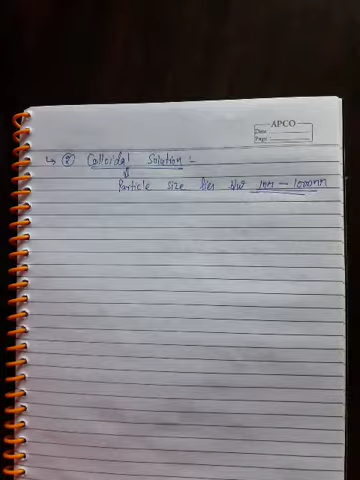 APCO
Date
Page
↳ ② Colloidal Solution :-
Particle size lies b/w 1nm - 1000nm